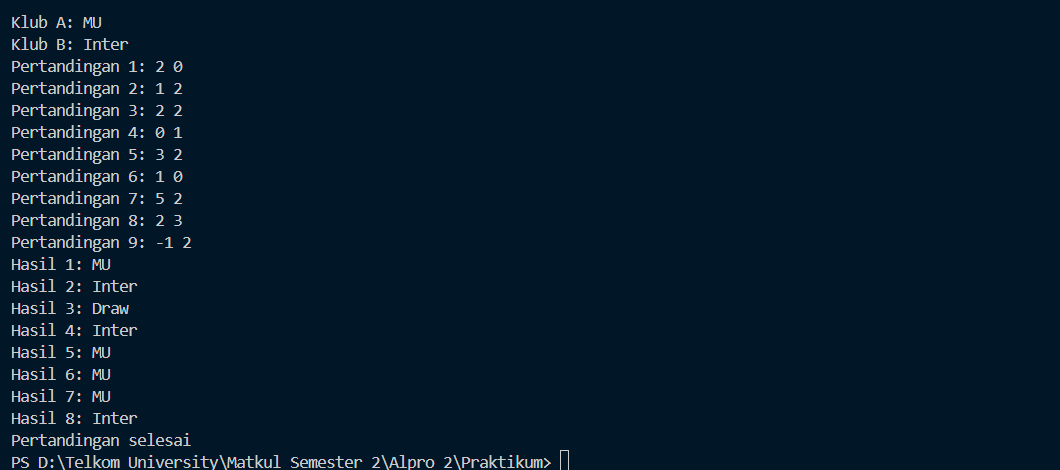 Klub A: MU
Klub B: Inter
Pertandingan 1: 2 0
Pertandingan 2: 1 2
Pertandingan 3: 2 2
Pertandingan 4: 0 1
Pertandingan 5: 3 2
Pertandingan 6: 1 0
Pertandingan 7: 5 2
Pertandingan 8: 2 3
Pertandingan 9: -1 2
Hasil 1: MU
Hasil 2: Inter
Hasil 3: Draw
Hasil 4: Inter
Hasil 5: MU
Hasil 6: MU
Hasil 7: MU
Hasil 8: Inter
Pertandingan selesai
PS D:\Telkom University\Matkul Semester 2\Alpro 2\Praktikum>